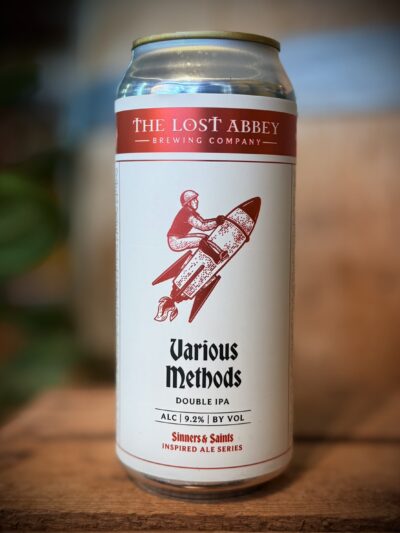 THE LOST ABBEY
BREWING COMPANY
Various
Methods
DOUBLE IPA
ALC | 9.2% | BY VOL
Sinners & Saints
INSPIRED ALE SERIES